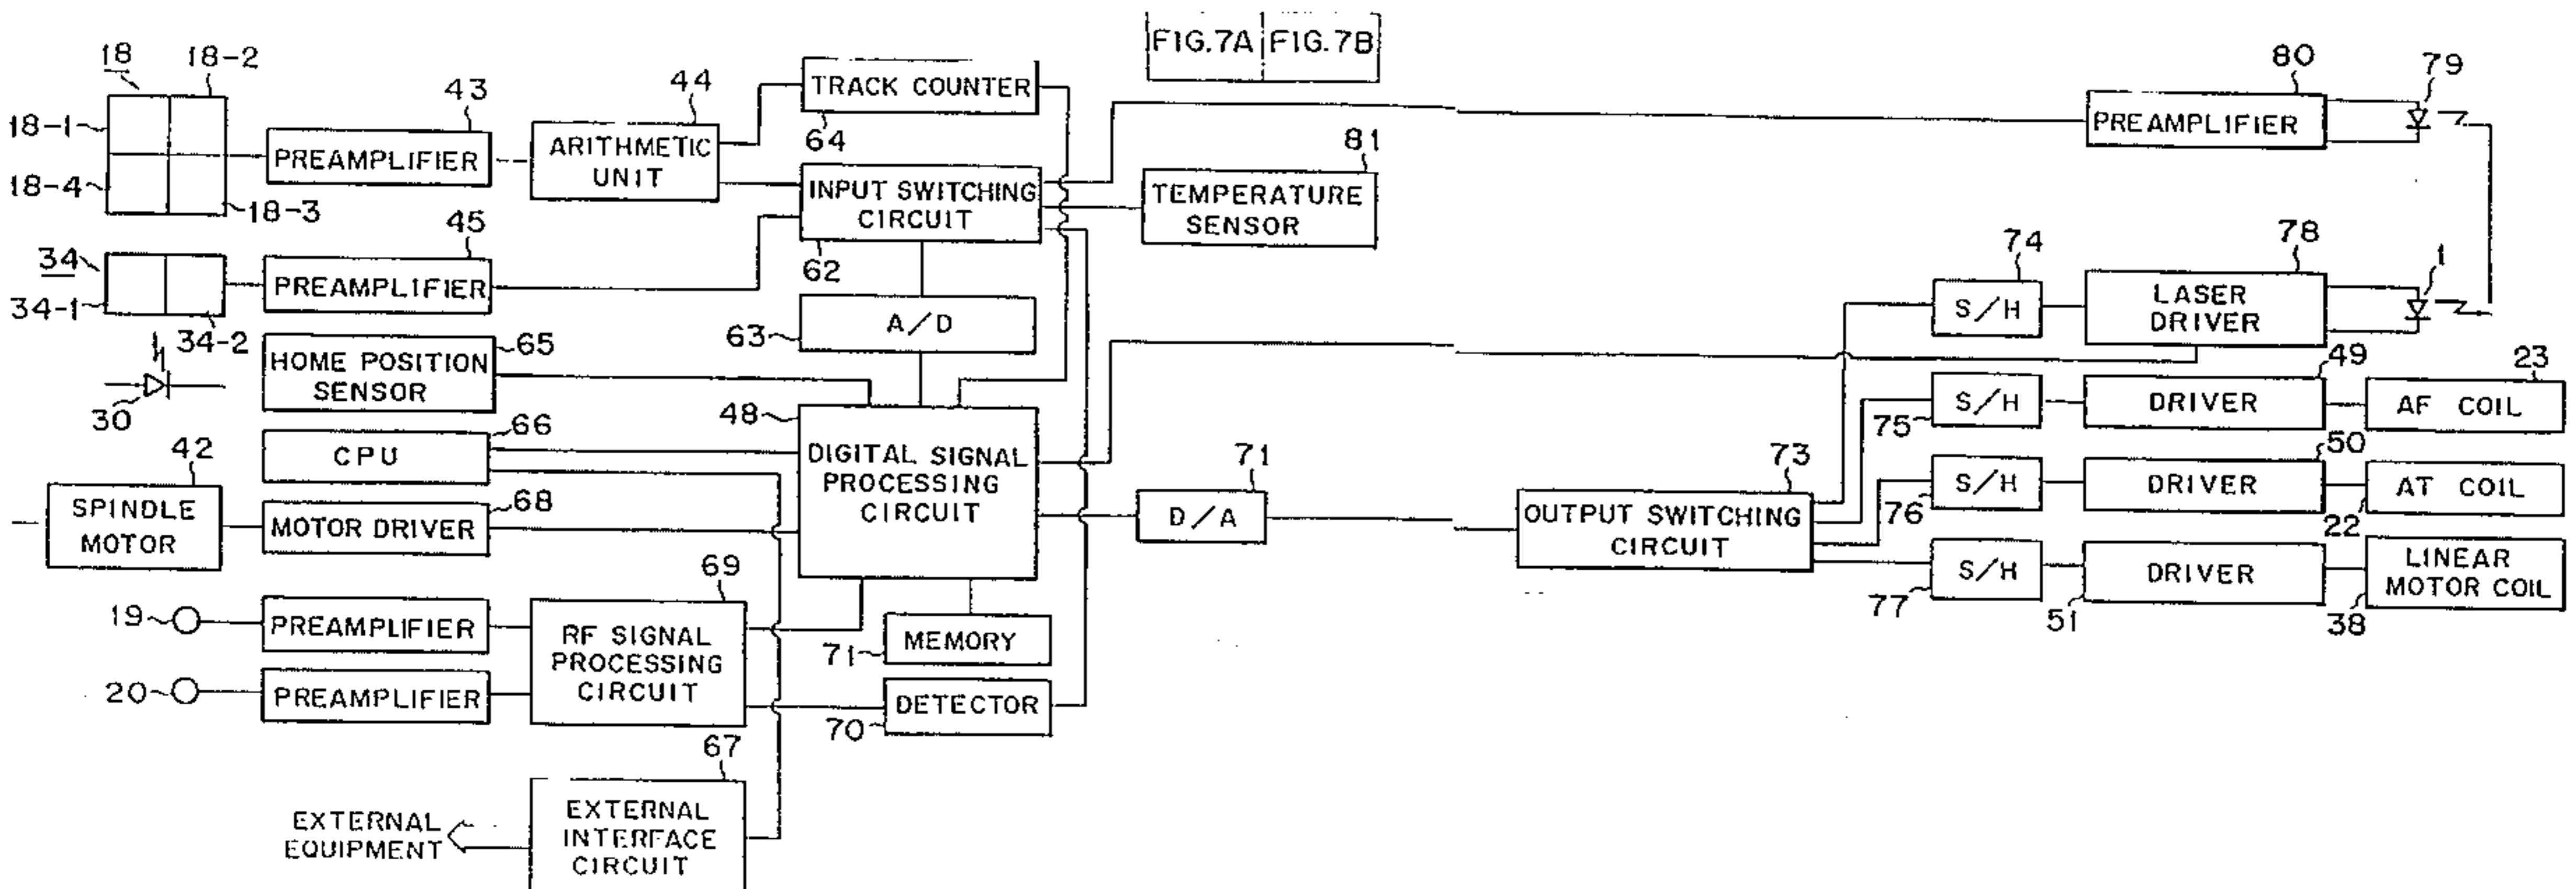 FIG.7A FIG.7B
18
18-2
18-1
18-4
18-3
43
PREAMPLIFIER
44
ARITHMETIC
UNIT
TRACK COUNTER
64
INPUT SWITCHING
CIRCUIT
62
81
TEMPERATURE
SENSOR
80
PREAMPLIFIER
79
34
34-1
34-2
45
PREAMPLIFIER
A/D
63
74
S/H
78
LASER
DRIVER
1
30
HOME POSITION
SENSOR
65
48
DIGITAL SIGNAL
PROCESSING
CIRCUIT
66
CPU
42
SPINDLE
MOTOR
68
MOTOR DRIVER
71
D/A
73
OUTPUT SWITCHING
CIRCUIT
S/H
75
49
DRIVER
23
AF COIL
S/H
76
50
DRIVER
AT COIL
22
S/H
77
DRIVER
51
LINEAR
MOTOR COIL
38
19
PREAMPLIFIER
20
PREAMPLIFIER
69
RF SIGNAL
PROCESSING
CIRCUIT
MEMORY
71
DETECTOR
70
67
EXTERNAL
INTERFACE
CIRCUIT
EXTERNAL
EQUIPMENT